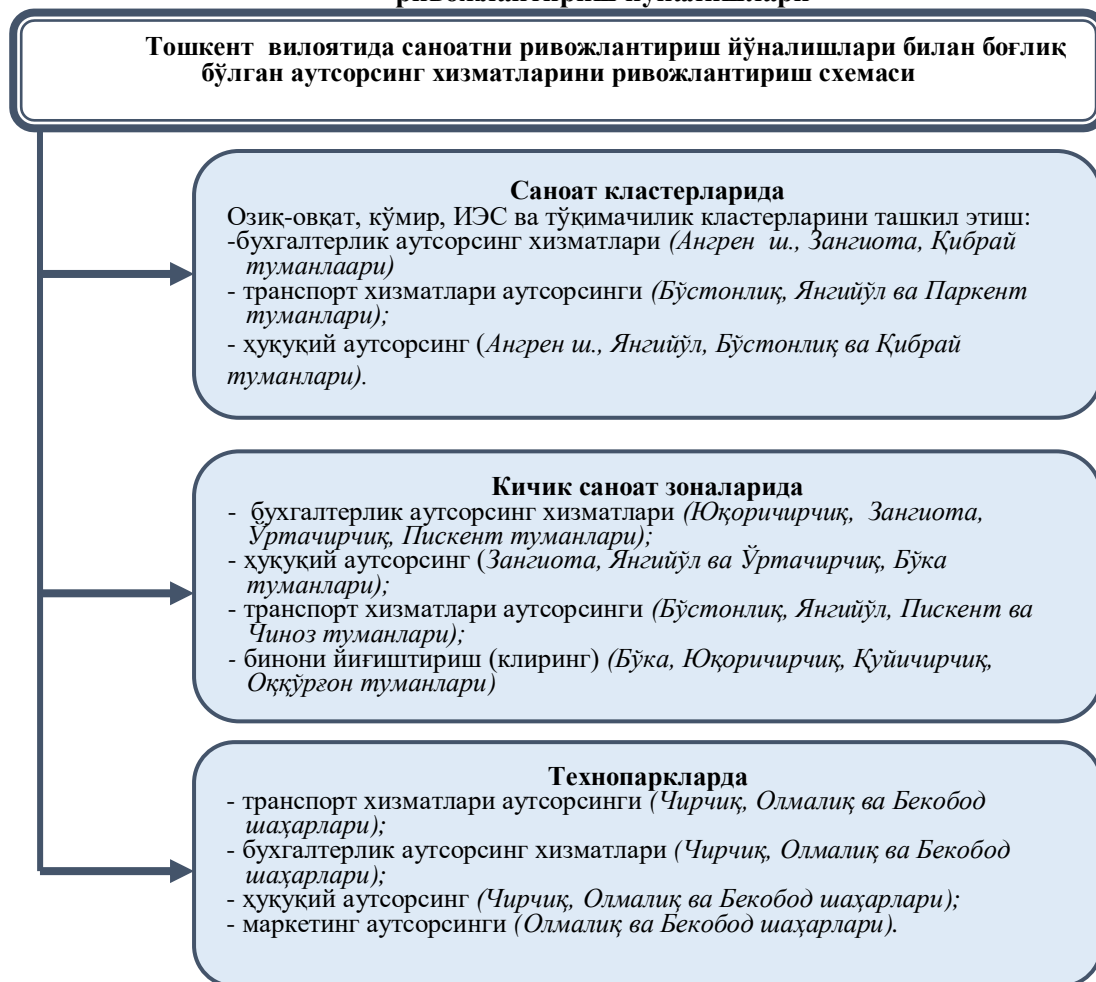 ривожлантириш йўналишлари
Тошкент вилоятида саноатни ривожлантириш йўналишлари билан боғлиқ
бўлган аутсорсинг хизматларини ривожлантириш схемаси
Саноат кластерларида
Озиқ-овқат, кўмир, ИЭС ва тўқимачилик кластерларини ташкил этиш:
-бухгалтерлик аутсорсинг хизматлари (Ангрен ш., Зангиота, Қибрай
туманлаари)
- транспорт хизматлари аутсорсинги (Бўстонлиқ, Янгийўл ва Паркент
туманлари);
- ҳуқуқий аутсорсинг (Ангрен ш., Янгийўл, Бўстонлиқ ва Қибрай
туманлари).
Кичик саноат зоналарида
- бухгалтерлик аутсорсинг хизматлари (Юқоричирчиқ, Зангиота,
Ўртачирчиқ, Пискент туманлари);
- ҳуқуқий аутсорсинг (Зангиота, Янгийўл ва Ўртачирчиқ, Бўка
туманлари);
- транспорт хизматлари аутсорсинги (Бўстонлиқ, Янгийўл, Пискент ва
Чиноз туманлари);
- бинони йиғиштириш (клиринг) (Бўка, Юқоричирчиқ, Қуйичирчиқ,
Оққўрғон туманлари)
Технопаркларда
- транспорт хизматлари аутсорсинги (Чирчиқ, Олмалиқ ва Бекобод
шаҳарлари);
- бухгалтерлик аутсорсинг хизматлари (Чирчиқ, Олмалиқ ва Бекобод
шаҳарлари);
- ҳуқуқий аутсорсинг (Чирчиқ, Олмалиқ ва Бекобод шаҳарлари);
- маркетинг аутсорсинги (Олмалиқ ва Бекобод шаҳарлари).